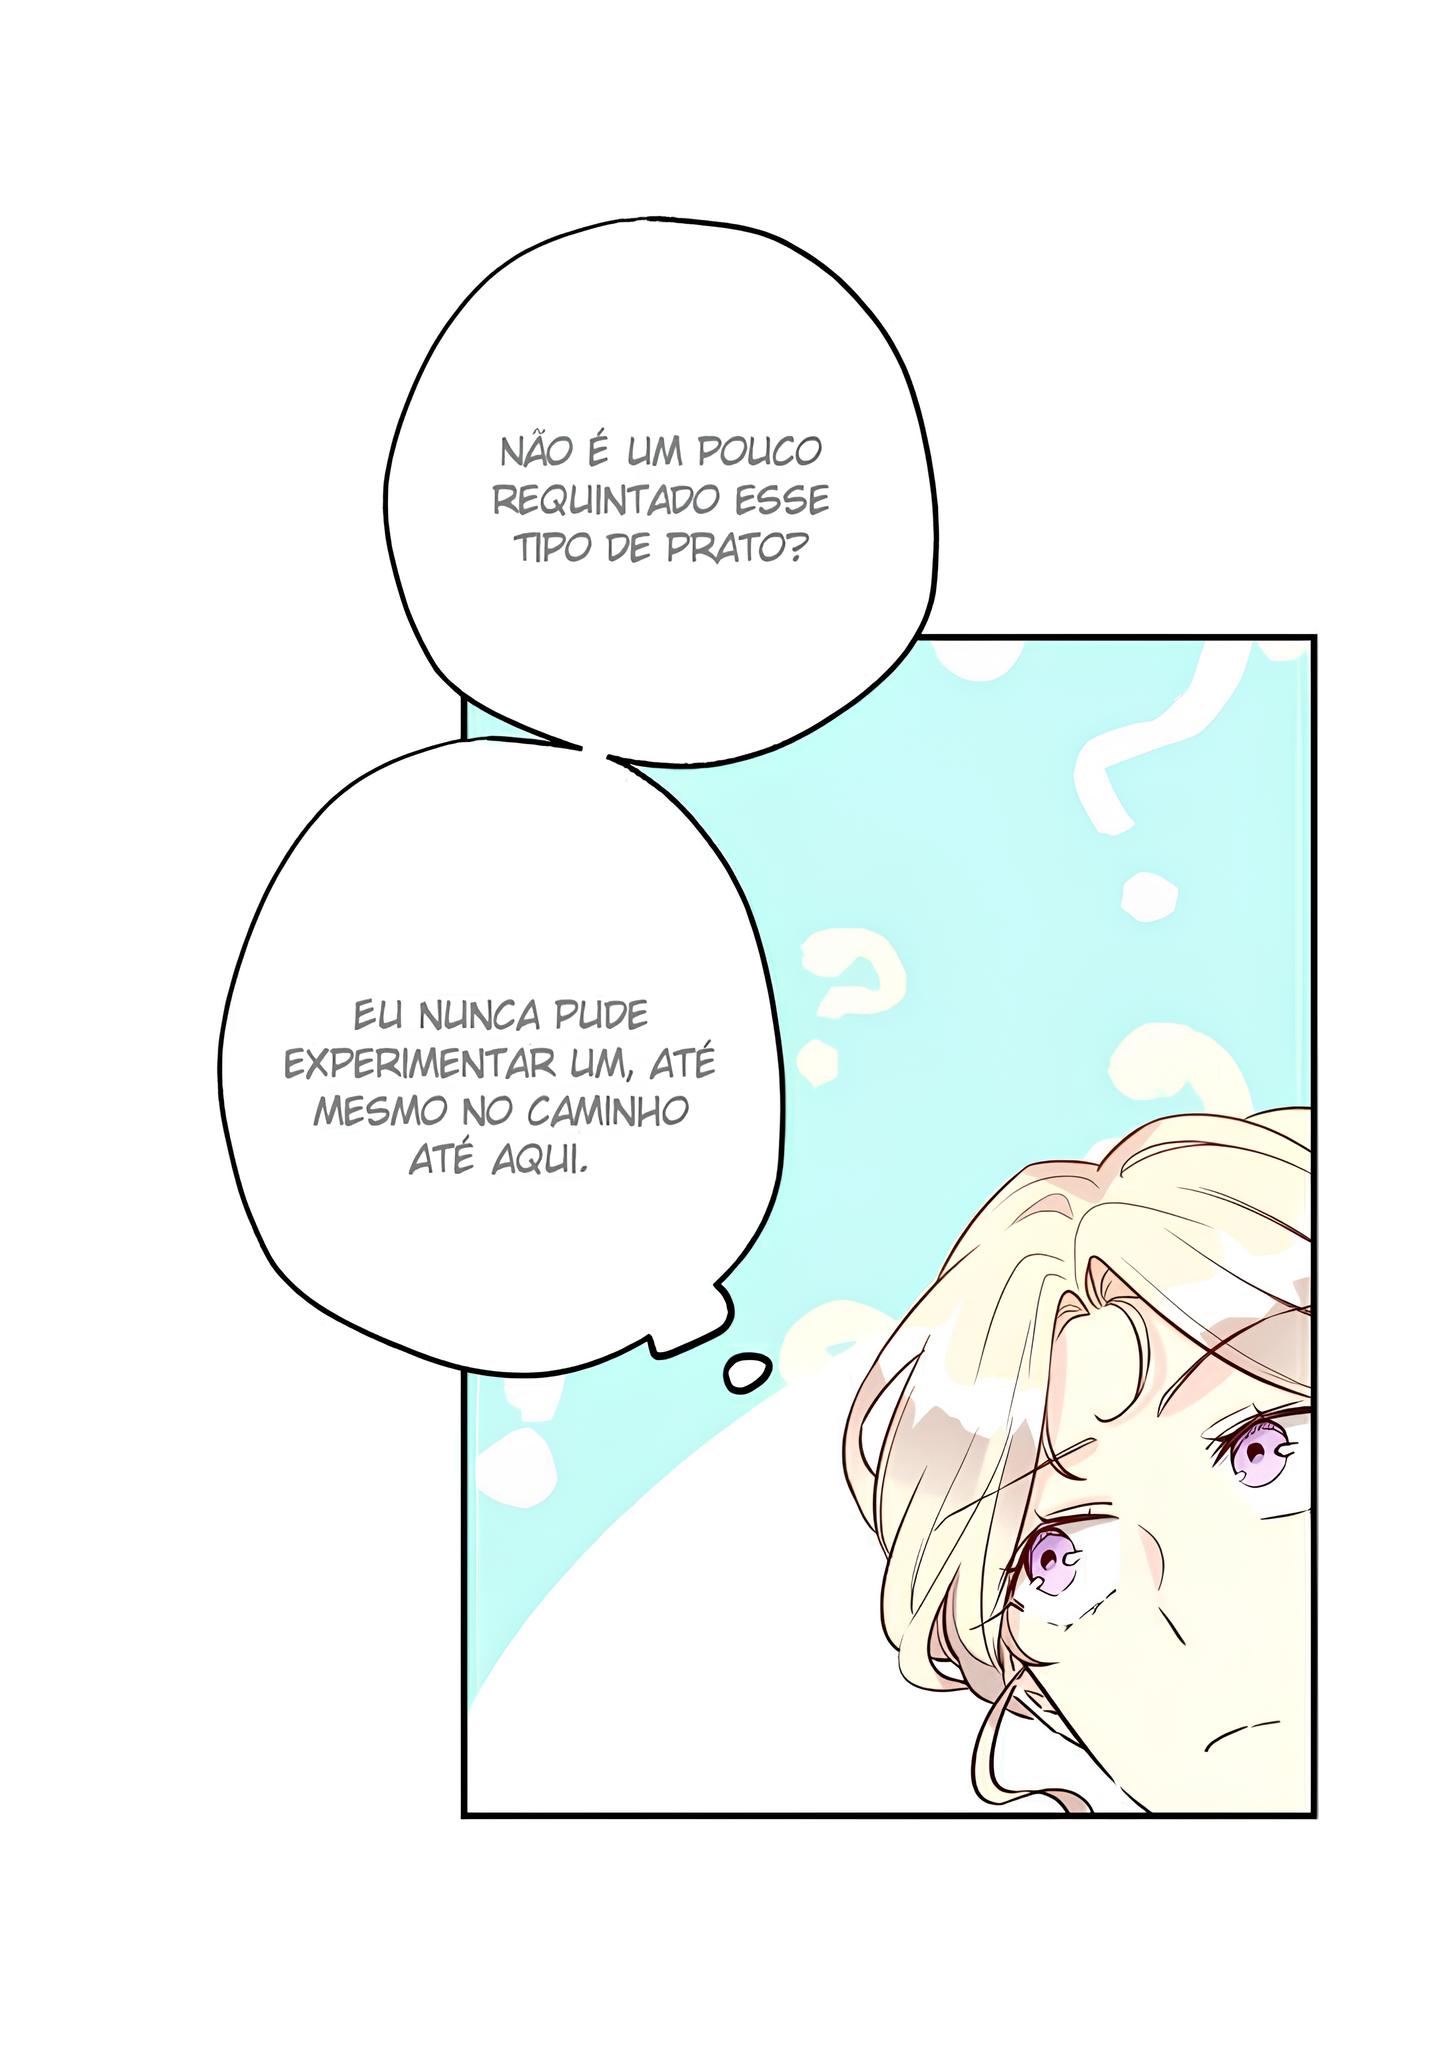 NÃO É UM POUCO
REQUINTADO ESSE
TIPO DE PRATO?
EU NUNCA PUDE
EXPERIMENTAR UM, ATÉ
MESMO NO CAMINHO
ATÉ AQUI.